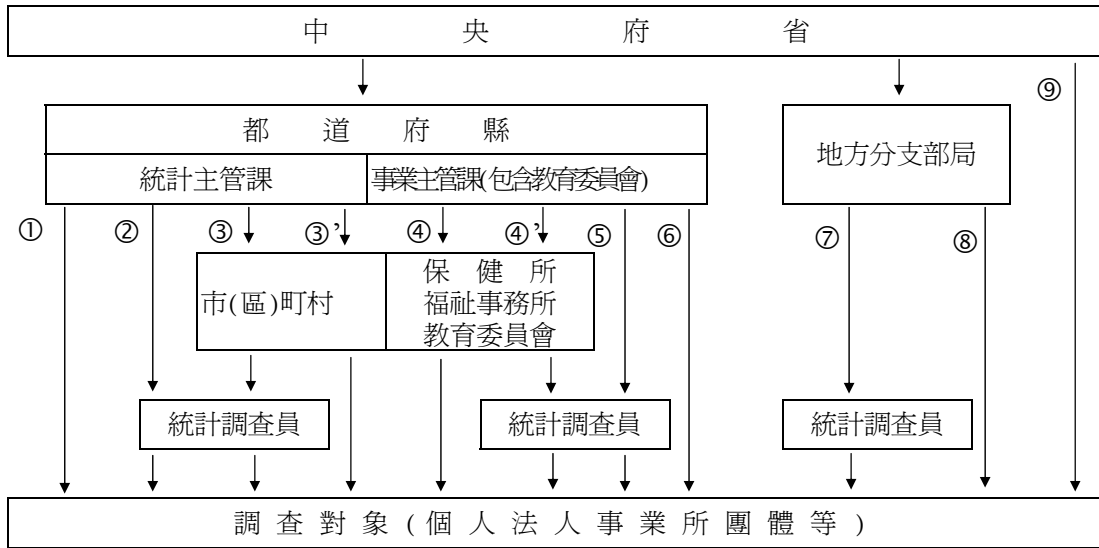 中央府省
⑨
都道府縣
地方分支部局
統計主管課
事業主管課(包含教育委員會)
① ② ③ ③’ ④ ④’ ⑤ ⑥ ⑦ ⑧
市(區)町村
保健所
福祉事務所
教育委員會
統計調查員
統計調查員
統計調查員
調查對象(個人法人事業所團體等)